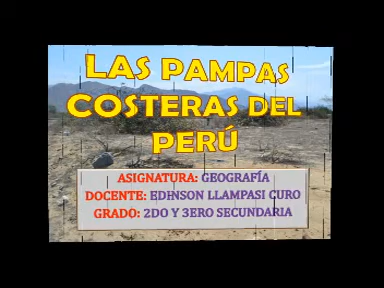 LAS PAMPAS
COSTERAS DEL
PERÚ
ASIGNATURA: GEOGRAFÍA
DOCENTE: EDINSON LLAMPASI CURO
GRADO: 2DO Y 3ERO SECUNDARIA